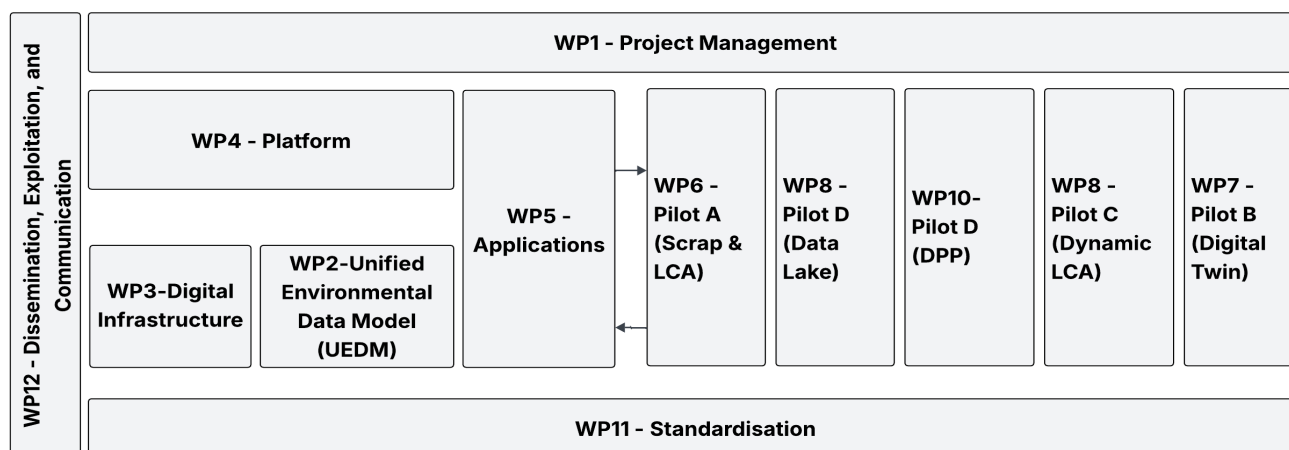 WP12 - Dissemination, Exploitation, and
Communication
WP1 - Project Management
WP4 - Platform
WP3-Digital
Infrastructure
WP2-Unified
Environmental
Data Model
(UEDM)
WP5 -
Applications
WP6 -
Pilot A
(Scrap &
LCA)
WP8 -
Pilot D
(Data
Lake)
WP10-
Pilot D
(DPP)
WP8 -
Pilot C
(Dynamic
LCA)
WP7 -
Pilot B
(Digital
Twin)
WP11 - Standardisation